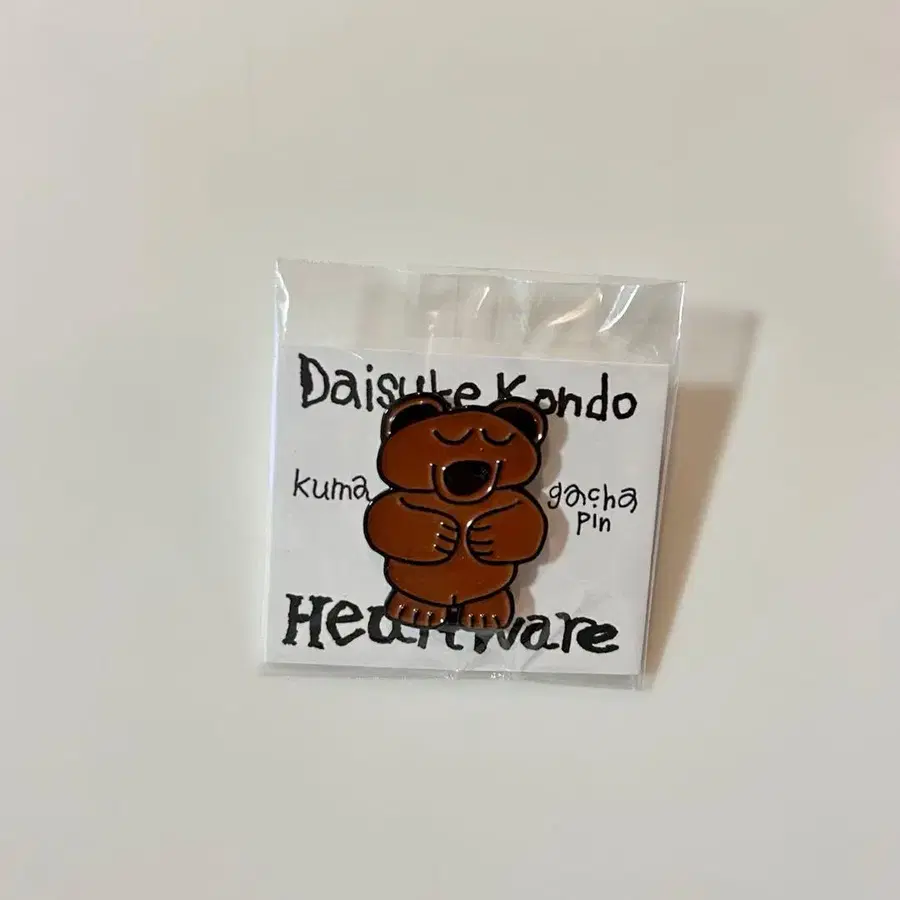 Daisuke Kondo
kuma gacha
pin
Heartware